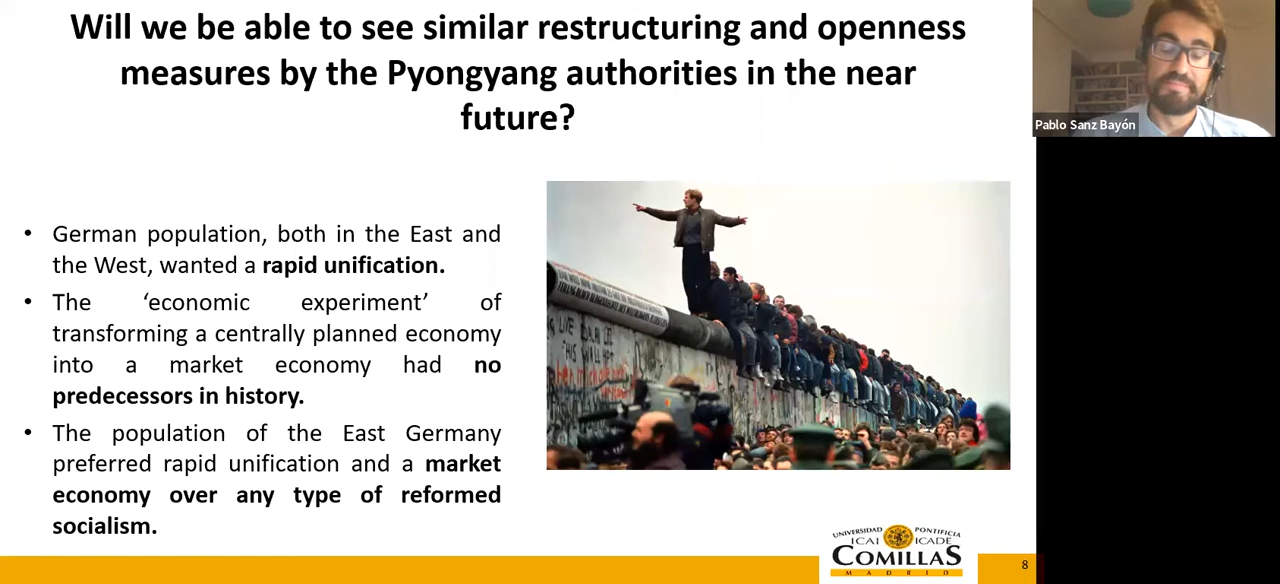 Will we be able to see similar restructuring and openness
measures by the Pyongyang authorities in the near
future?
Pablo Sanz Bayón
• German population, both in the East and
the West, wanted a rapid unification.
• The ‘economic experiment’ of
transforming a centrally planned economy
into a market economy had no
predecessors in history.
• The population of the East Germany
preferred rapid unification and a market
economy over any type of reformed
socialism.
UNIVERSIDAD PONTIFICIA
ICAI ICADE
COMILLAS
MADRID
8